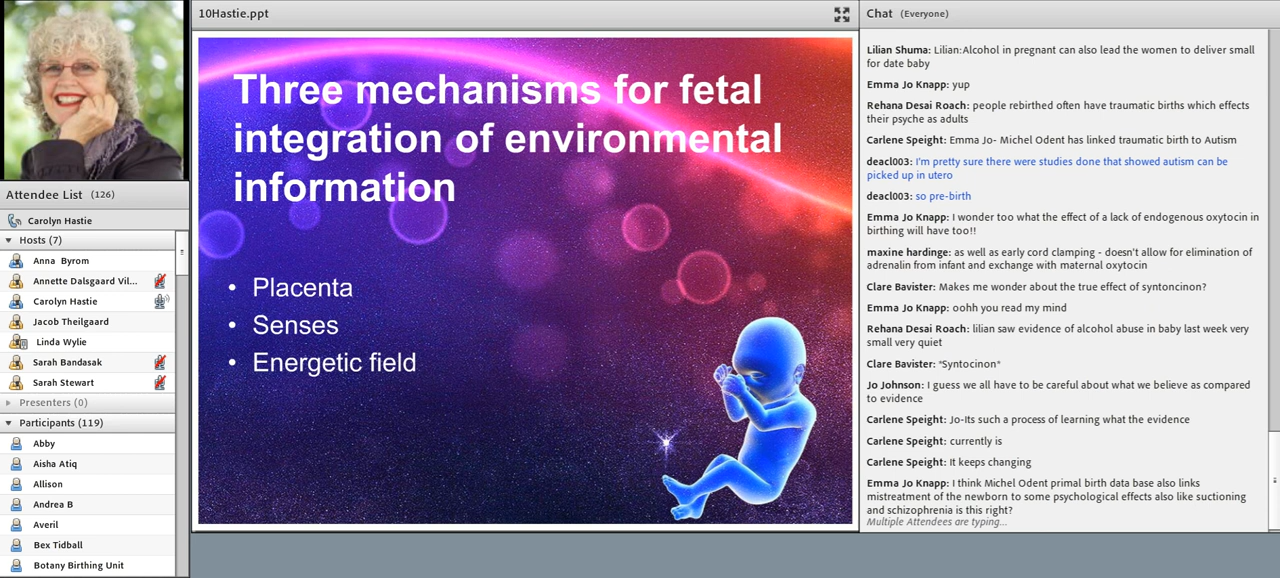 10Hastie.ppt
Three mechanisms for fetal
integration of environmental
information
• Placenta
• Senses
• Energetic field
Attendee List (126)
Carolyn Hastie
Hosts (7)
Anna Byrom
Annette Dalsgaard Vil...
Carolyn Hastie
Jacob Theilgaard
Linda Wylie
Sarah Bandasak
Sarah Stewart
Presenters (0)
Participants (119)
Abby
Aisha Atiq
Allison
Andrea B
Averil
Bex Tidball
Botany Birthing Unit
Chat (Everyone)
Lilian Shuma: Lilian:Alcohol in pregnant can also lead the women to deliver small
for date baby
Emma Jo Knapp: yup
Rehana Desai Roach: people rebirthed often have traumatic births which effects
their psyche as adults
Carlene Speight: Emma Jo- Michel Odent has linked traumatic birth to Autism
deacl003: I'm pretty sure there were studies done that showed autism can be
picked up in utero
deacl003: so pre-birth
Emma Jo Knapp: I wonder too what the effect of a lack of endogenous oxytocin in
birthing will have too!!
maxine hardinge: as well as early cord clamping - doesn't allow for elimination of
adrenalin from infant and exchange with maternal oxytocin
Clare Bavister: Makes me wonder about the true effect of syntoncinon?
Emma Jo Knapp: oohh you read my mind
Rehana Desai Roach: lilian saw evidence of alcohol abuse in baby last week very
small very quiet
Clare Bavister: *Syntocinon*
Jo Johnson: I guess we all have to be careful about what we believe as compared
to evidence
Carlene Speight: Jo-Its such a process of learning what the evidence
Carlene Speight: currently is
Carlene Speight: It keeps changing
Emma Jo Knapp: I think Michel Odent primal birth data base also links
mistreatment of the newborn to some psychological effects also like suctioning
and schizophrenia is this right?
Multiple Attendees are typing...